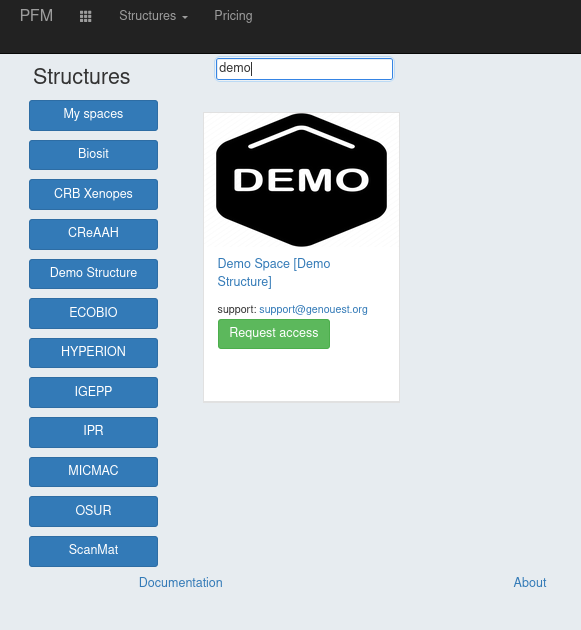 PFM Structures Pricing
demo
Structures
My spaces
Biosit
CRB Xenopes
CReAAH
Demo Structure
ECOBIO
HYPERION
IGEPP
IPR
MICMAC
OSUR
ScanMat
DEMO
Demo Space [Demo
Structure]
support: support@genouest.org
Request access
Documentation About